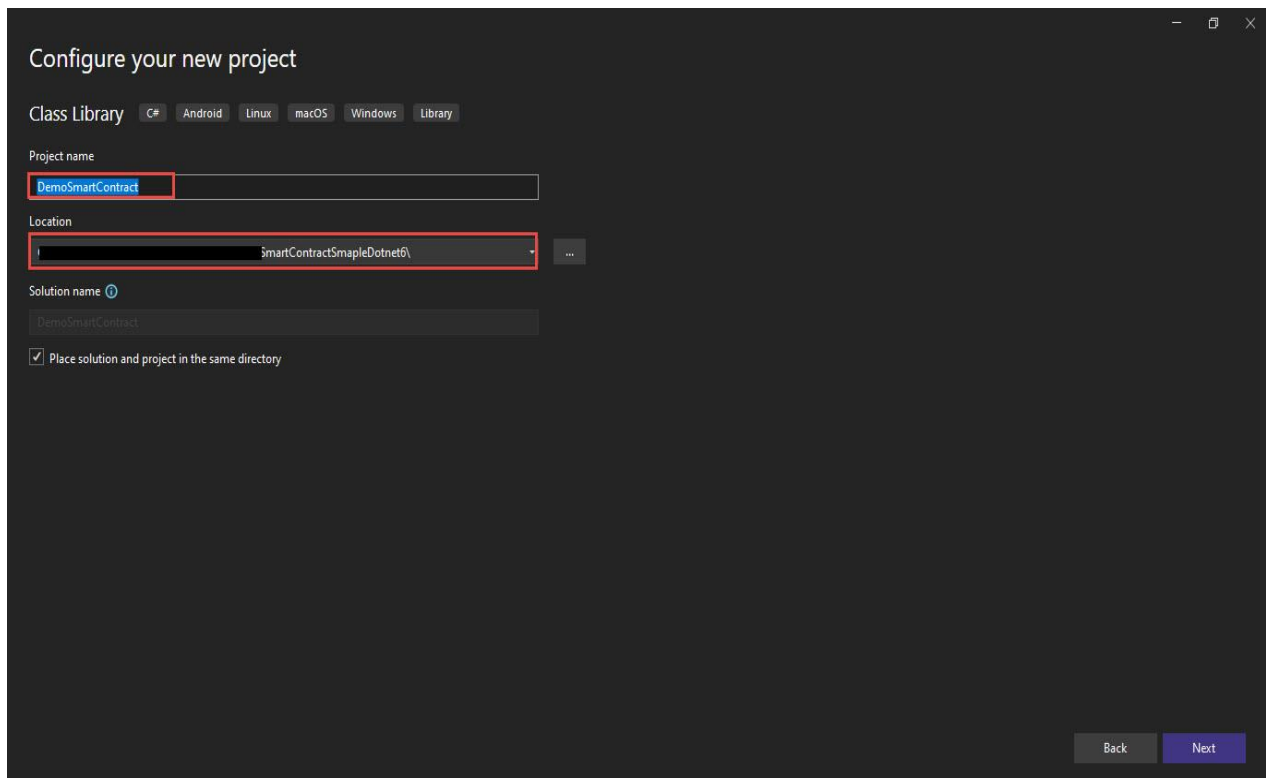 Configure your new project
Class Library C# Android Linux macOS Windows Library
Project name
DemoSmartContract
Location
SmartContractSmapleDotnet6\
...
Solution name
DemoSmartContract
Place solution and project in the same directory
Back Next